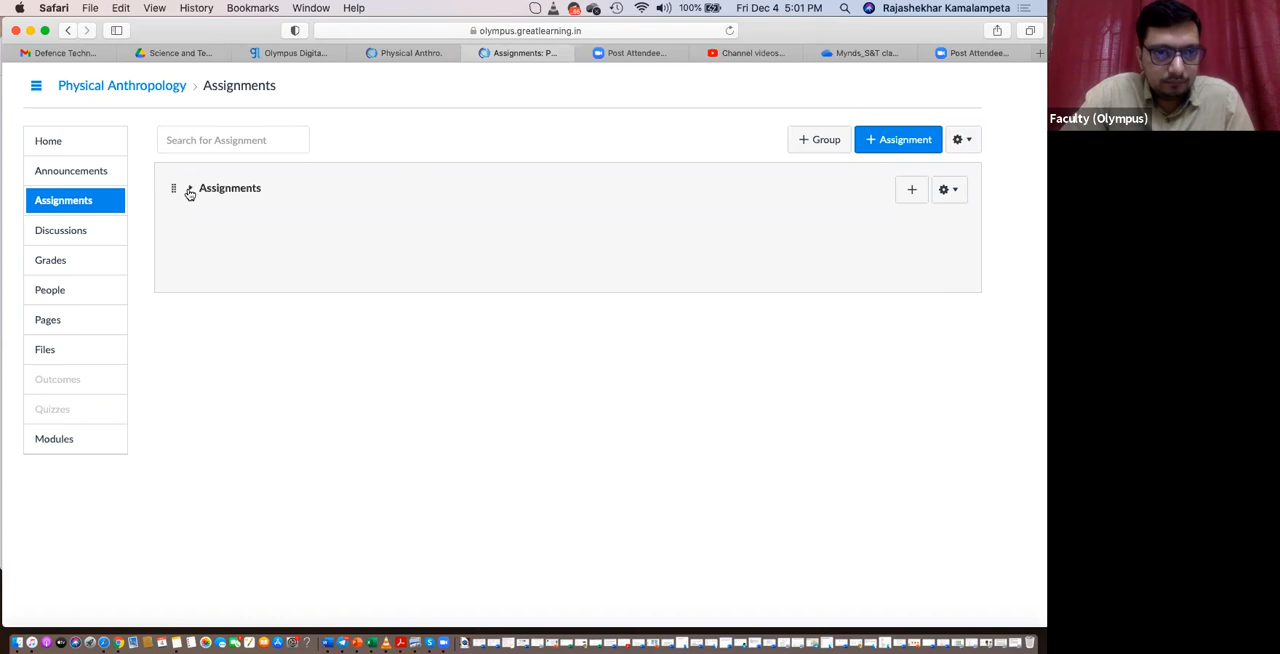 Safari File Edit View History Bookmarks Window Help 100% Fri Dec 4 5:01 PM Rajashekhar Kamalampeta
olympus.greatlearning.in
Defence Techn... Science and Te... Olympus Digita... Physical Anthro. Assignments: P... Post Attendee... Channel videos... Mynds_S&T cla... Post Attendee...
Physical Anthropology › Assignments
Faculty (Olympus)
Search for Assignment + Group + Assignment
Home
Announcements
Assignments
Discussions
Grades
People
Pages
Files
Outcomes
Quizzes
Modules
Assignments +